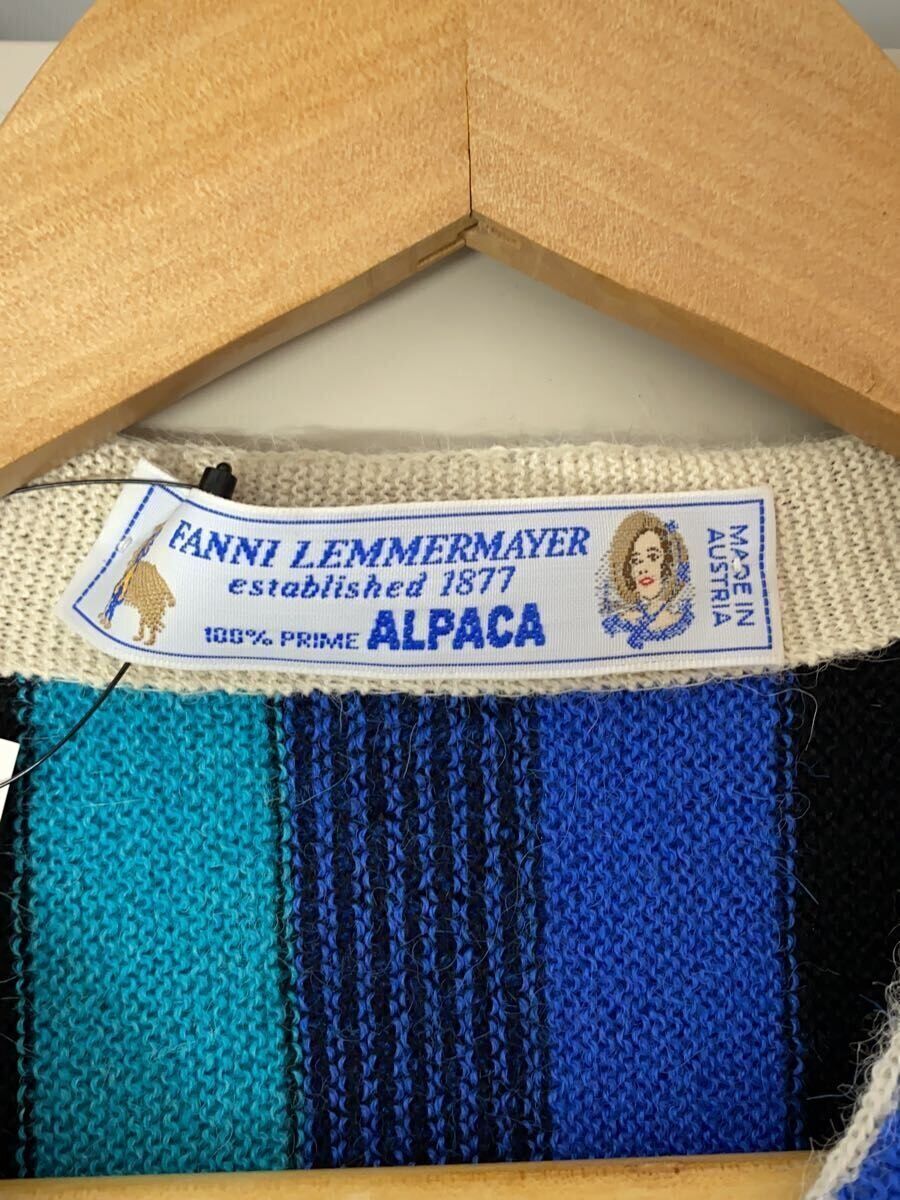 FANNI LEMMERMAYER
established 1877
100% PRIME ALPACA
MADE IN
AUSTRIA